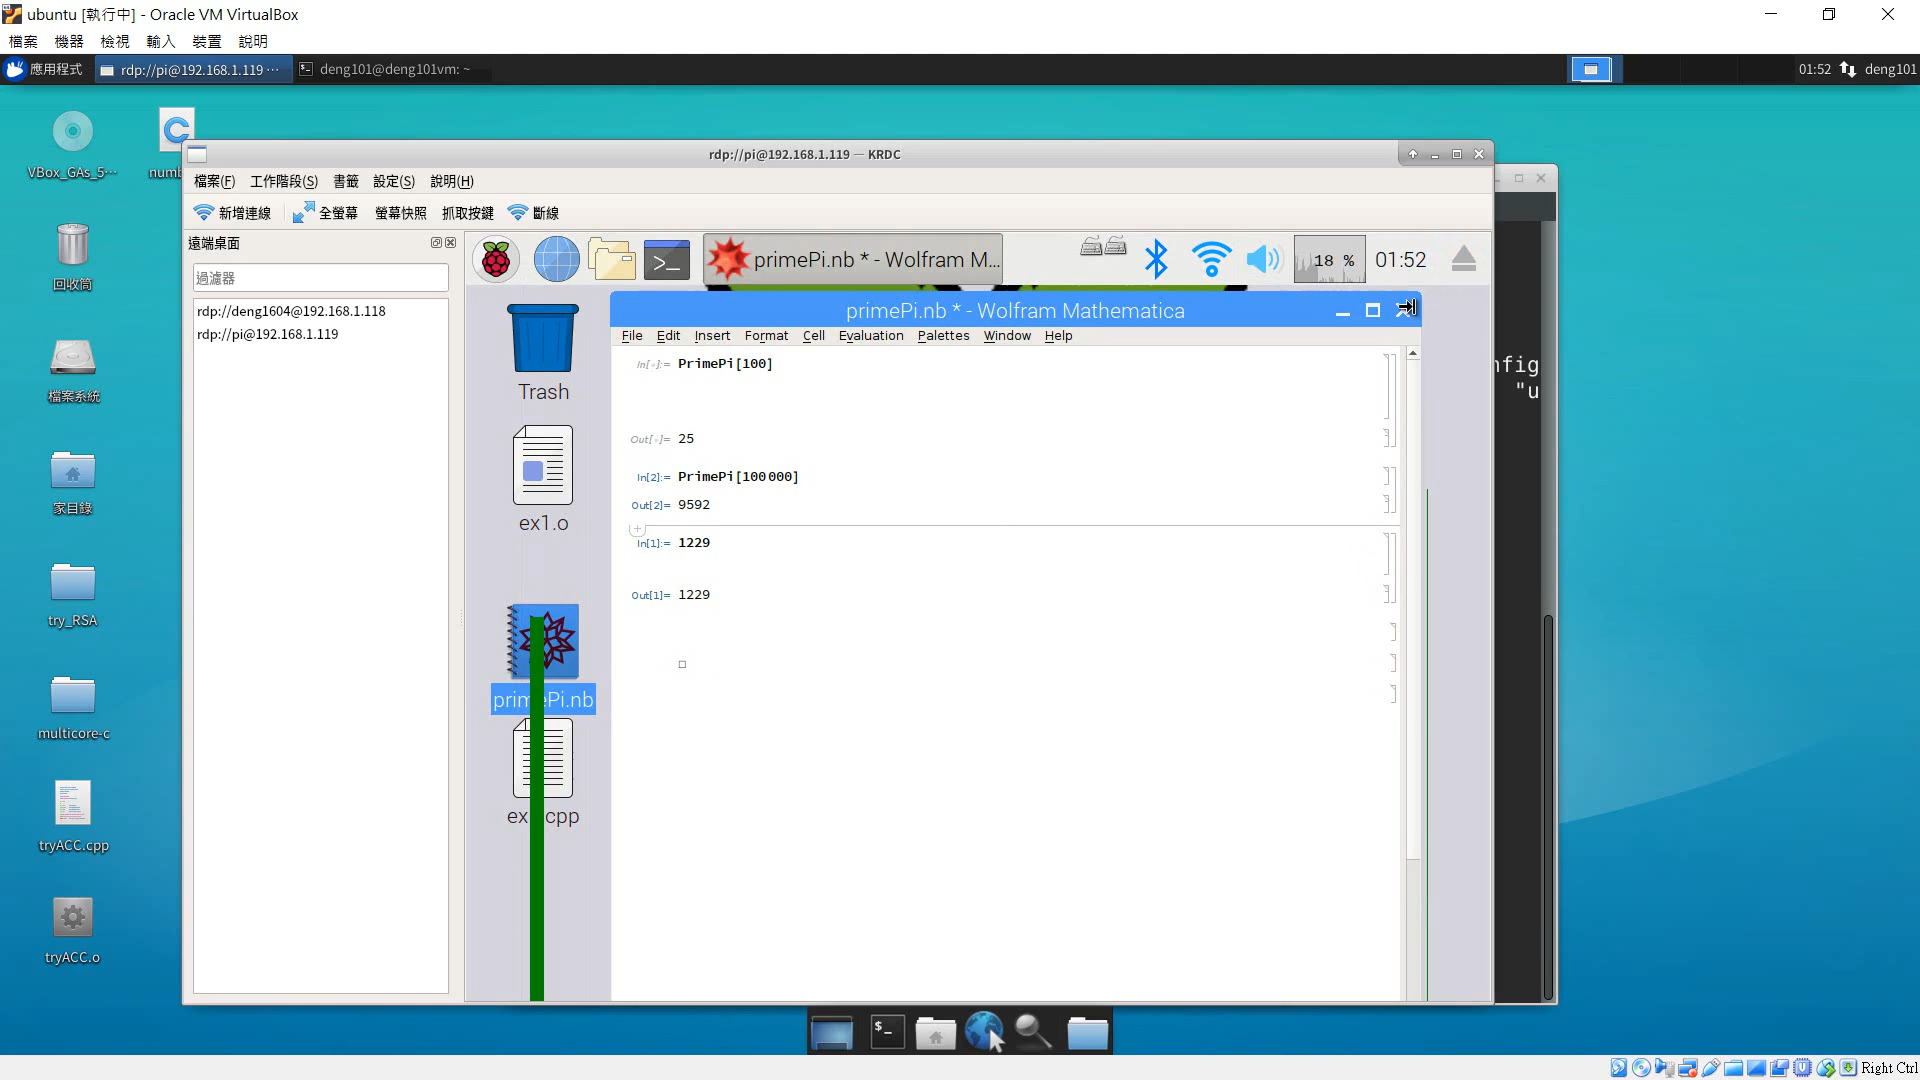 ubuntu [執行中] - Oracle VM VirtualBox
檔案 機器 檢視 輸入 裝置 說明
應用程式 rdp://pi@192.168.1.119 ··· deng101@deng101vm: ~ 01:52 deng101
VBox_GAs_5···
numb
回收筒
檔案系統
家目錄
try_RSA
multicore-c
tryACC.cpp
tryACC.o
rdp://pi@192.168.1.119 — KRDC
檔案(F) 工作階段(S) 書籤 設定(S) 說明(H)
新增連線 全螢幕 螢幕快照 抓取按鍵 斷線
遠端桌面
過濾器
rdp://deng1604@192.168.1.118
rdp://pi@192.168.1.119
primePi.nb * - Wolfram M... 18 % 01:52
Trash
ex1.o
primePi.nb
primePi.nb * - Wolfram Mathematica
File Edit Insert Format Cell Evaluation Palettes Window Help
In[◦]:= PrimePi[100]
Out[◦]= 25
In[2]:= PrimePi[100000]
Out[2]= 9592
In[1]:= 1229
Out[1]= 1229
nfig
"u
$_
Right Ctrl